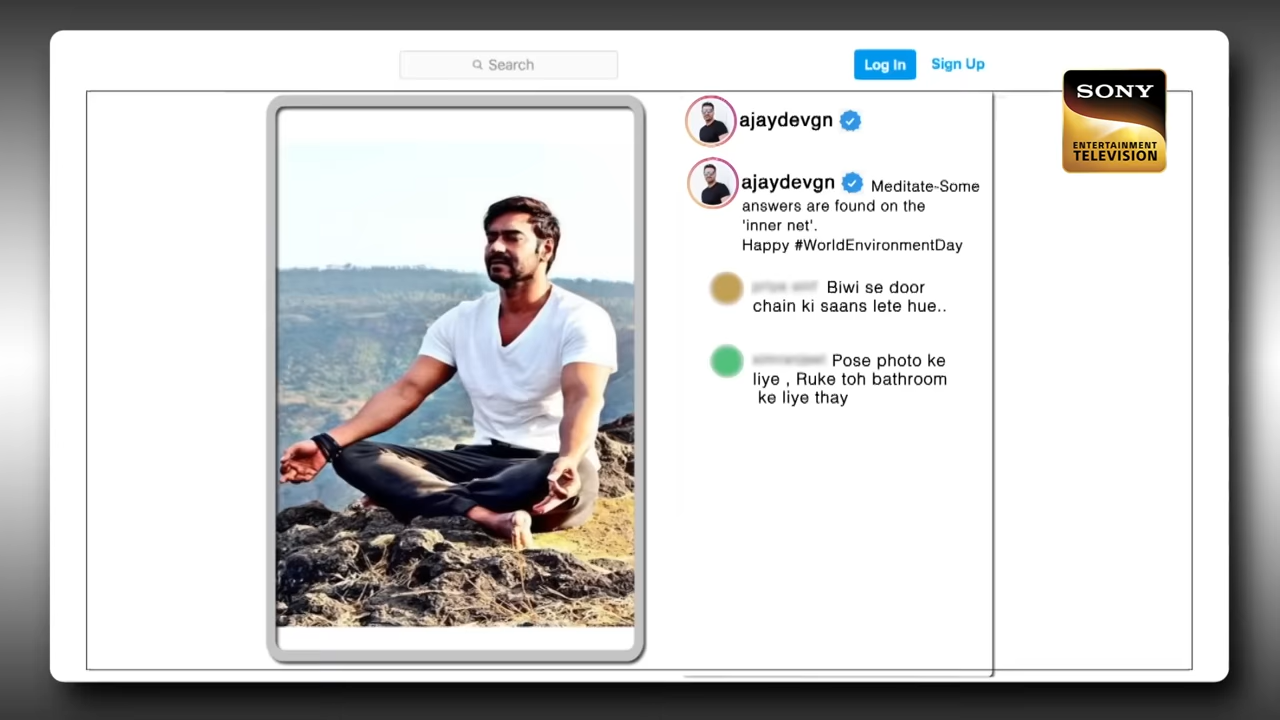 Search
Log In
Sign Up
SONY
ENTERTAINMENT
TELEVISION
ajaydevgn
ajaydevgn Meditate-Some
answers are found on the
'inner net'.
Happy #WorldEnvironmentDay
Biwi se door
chain ki saans lete hue..
Pose photo ke
liye , Ruke toh bathroom
ke liye thay